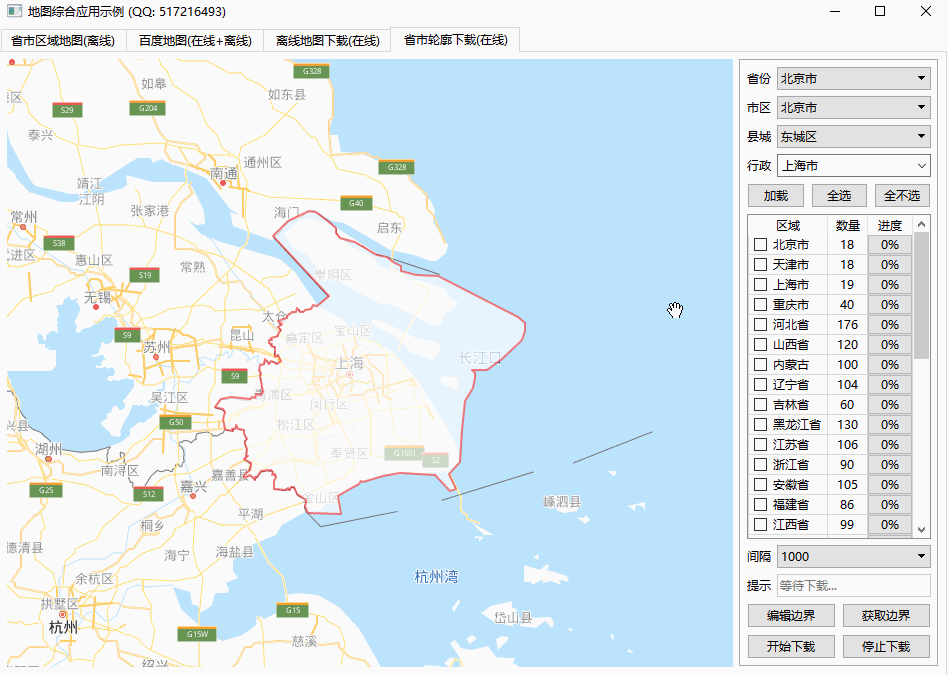 地图综合应用示例 (QQ: 517216493)
省市区域地图(离线)
百度地图(在线+离线)
离线地图下载(在线)
省市轮廓下载(在线)
G328
如皋
如东县
S29
G204
泰兴
通州区
G328
南通
靖江
江阴
张家港
G40
海门
启东
常州
S38
武进区
惠山区
S19
常熟
崇明区
无锡
太仓
S9
昆山
嘉定区
宝山区
苏州
长江口
上海
S9
青浦区
吴江区
闵行区
G50
松江区
湖州
奉贤区
G1501
S2
南浔区
嘉善县
G25
S12
嘉兴
金山区
嵊泗县
平湖
桐乡
德清县
海宁
海盐县
余杭区
杭州湾
拱墅区
G15
岱山县
杭州
G15W
慈溪
绍兴
省份 北京市
市区 北京市
县城 东城区
行政 上海市
加载 全选 全不选
区域 数量 进度
北京市 18 0%
天津市 18 0%
上海市 19 0%
重庆市 40 0%
河北省 176 0%
山西省 120 0%
内蒙古 100 0%
辽宁省 104 0%
吉林省 60 0%
黑龙江省 130 0%
江苏省 106 0%
浙江省 90 0%
安徽省 105 0%
福建省 86 0%
江西省 99 0%
间隔 1000
提示 等待下载...
编辑边界 获取边界
开始下载 停止下载